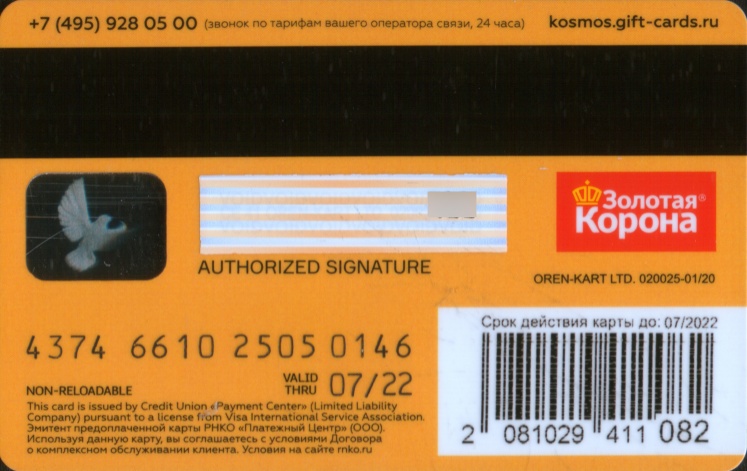 +7 (495) 928 05 00 (звонок по тарифам вашего оператора связи, 24 часа) kosmos.gift-cards.ru
Золотая®
Корона
AUTHORIZED SIGNATURE
OREN-KART LTD. 020025-01/20
Срок действия карты до: 07/2022
4374 6610 2505 0146
VALID
THRU 07/22
NON-RELOADABLE
This card is issued by Credit Union «Payment Center» (Limited Liability
Company) pursuant to a license from Visa International Service Association.
Эмитент предоплаченной карты РНКО «Платежный Центр» (ООО).
Используя данную карту, вы соглашаетесь с условиями Договора
о комплексном обслуживании клиента. Условия на сайте rnko.ru
2 081029 411 082